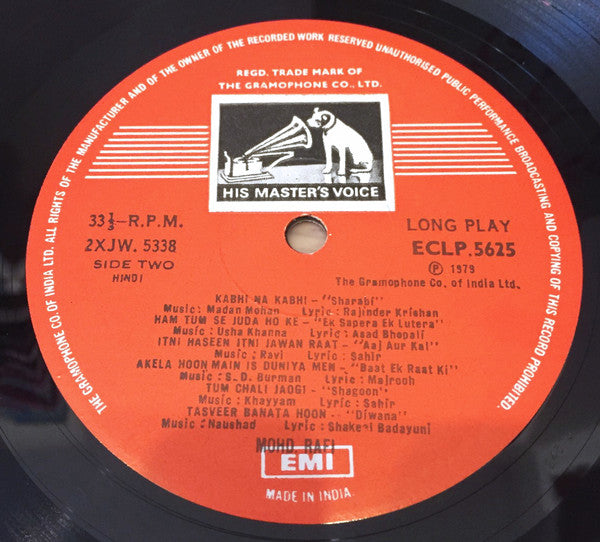 THE GRAMOPHONE CO OF INDIA LTD. ALL RIGHTS OF THE MANUFACTURER AND OF THE OWNER OF THE RECORDED WORK RESERVED UNAUTHORISED PUBLIC PERFORMANCE BROADCASTING AND COPYING OF THIS RECORD PROHIBITED.
REGD. TRADE MARK OF
THE GRAMOPHONE CO., LTD.
HIS MASTER'S VOICE
33⅓-R.P.M.
2XJW. 5338
SIDE TWO
HINDI
LONG PLAY
ECLP.5625
Ⓟ 1979
The Gramophone Co. of India Ltd.
KABHI NA KABHI - "Sharabi"
Music: Madan Mohan Lyric: Rajinder Krishan
HAM TUM SE JUDA HO KE - "Ek Sapera Ek Lutera"
Music: Usha Khanna Lyric: Asad Bhopali
ITNI HASEEN ITNI JAWAN RAAT - "Aaj Aur Kal"
Music: Ravi Lyric: Sahir
AKELA HOON MAIN IS DUNIYA MEN - "Baat Ek Raat Ki"
Music: S. D. Burman Lyric: Majrooh
TUM CHALI JAOGI - "Shagoon"
Music: Khayyam Lyric: Sahir
TASVEER BANATA HOON - "Diwana"
Music: Naushad Lyric: Shakeel Badayuni
MOHD. RAFI
EMI
MADE IN INDIA.